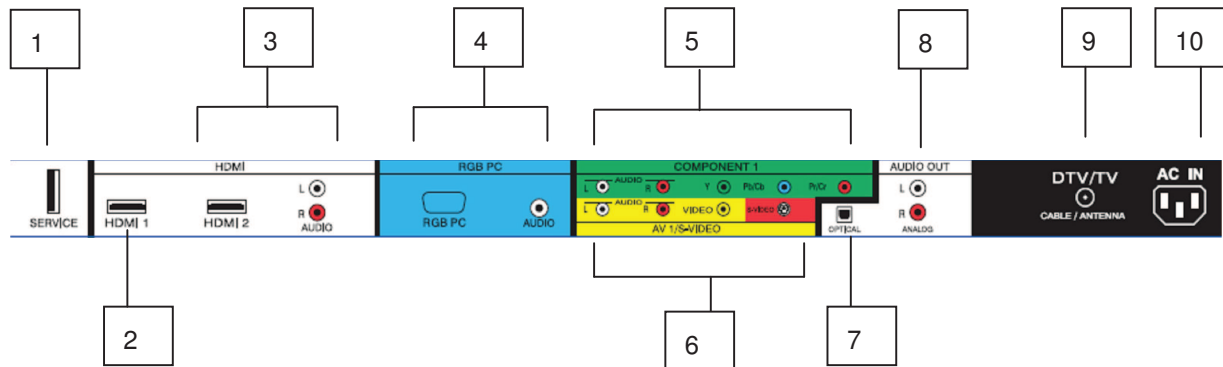 1
3
4
5
8
9
10
HDMI
RGB PC
COMPONENT 1
AUDIO OUT
L AUDIO R Y Pb/Cb Pr/Cr
L
DTV/TV
AC IN
SERVICE
HDMI 1
HDMI 2
R
AUDIO
RGB PC
AUDIO
L AUDIO R VIDEO S-VIDEO
AV 1/S-VIDEO
OPTICAL
R
ANALOG
CABLE / ANTENNA
2
6
7